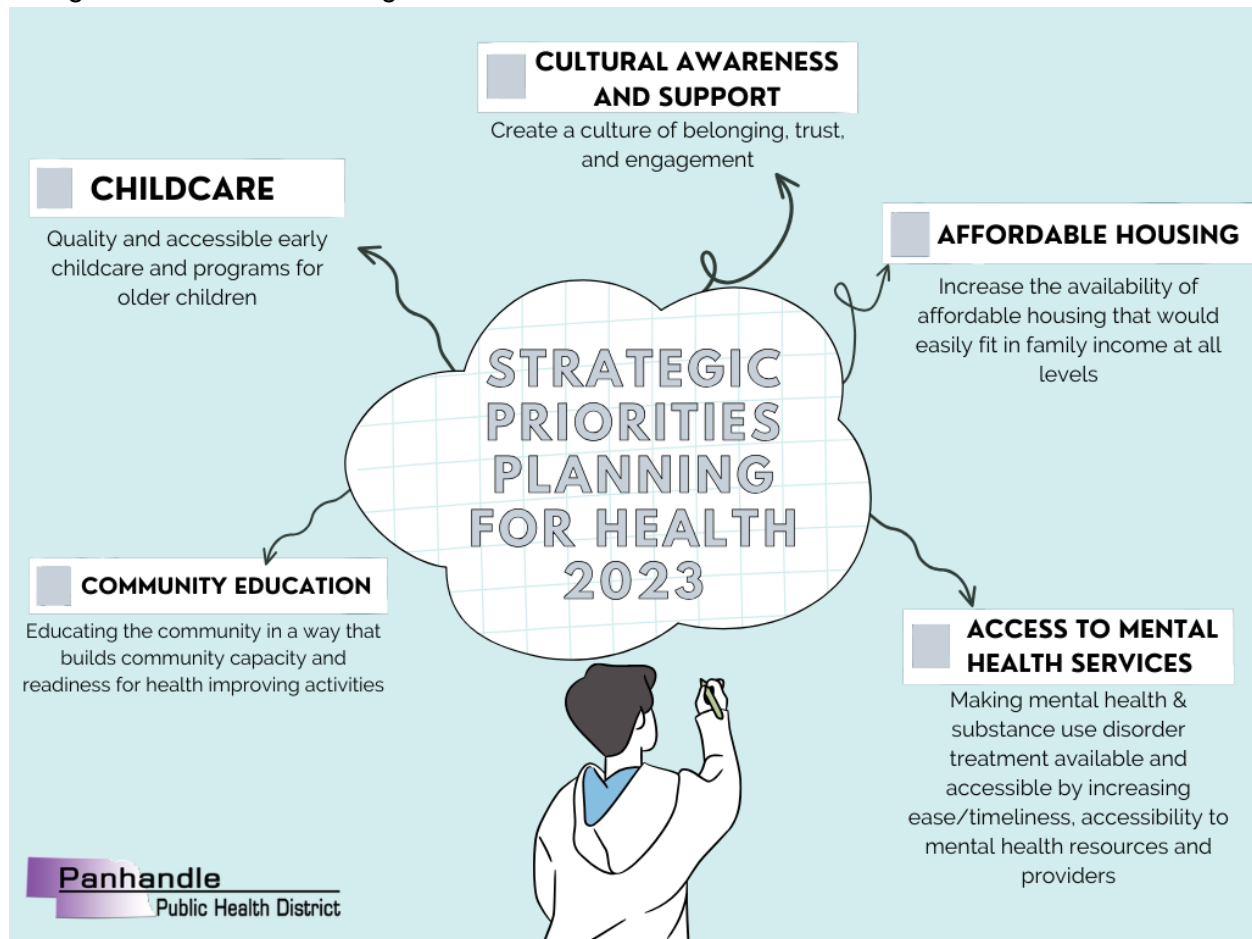 CULTURAL AWARENESS
AND SUPPORT
Create a culture of belonging, trust,
and engagement
CHILDCARE
Quality and accessible early
childcare and programs for
older children
AFFORDABLE HOUSING
Increase the availability of
affordable housing that would
easily fit in family income at all
levels
STRATEGIC
PRIORITIES
PLANNING
FOR HEALTH
2023
COMMUNITY EDUCATION
Educating the community in a way that
builds community capacity and
readiness for health improving activities
ACCESS TO MENTAL
HEALTH SERVICES
Making mental health &
substance use disorder
treatment available and
accessible by increasing
ease/timeliness, accessibility to
mental health resources and
providers
Panhandle
Public Health District